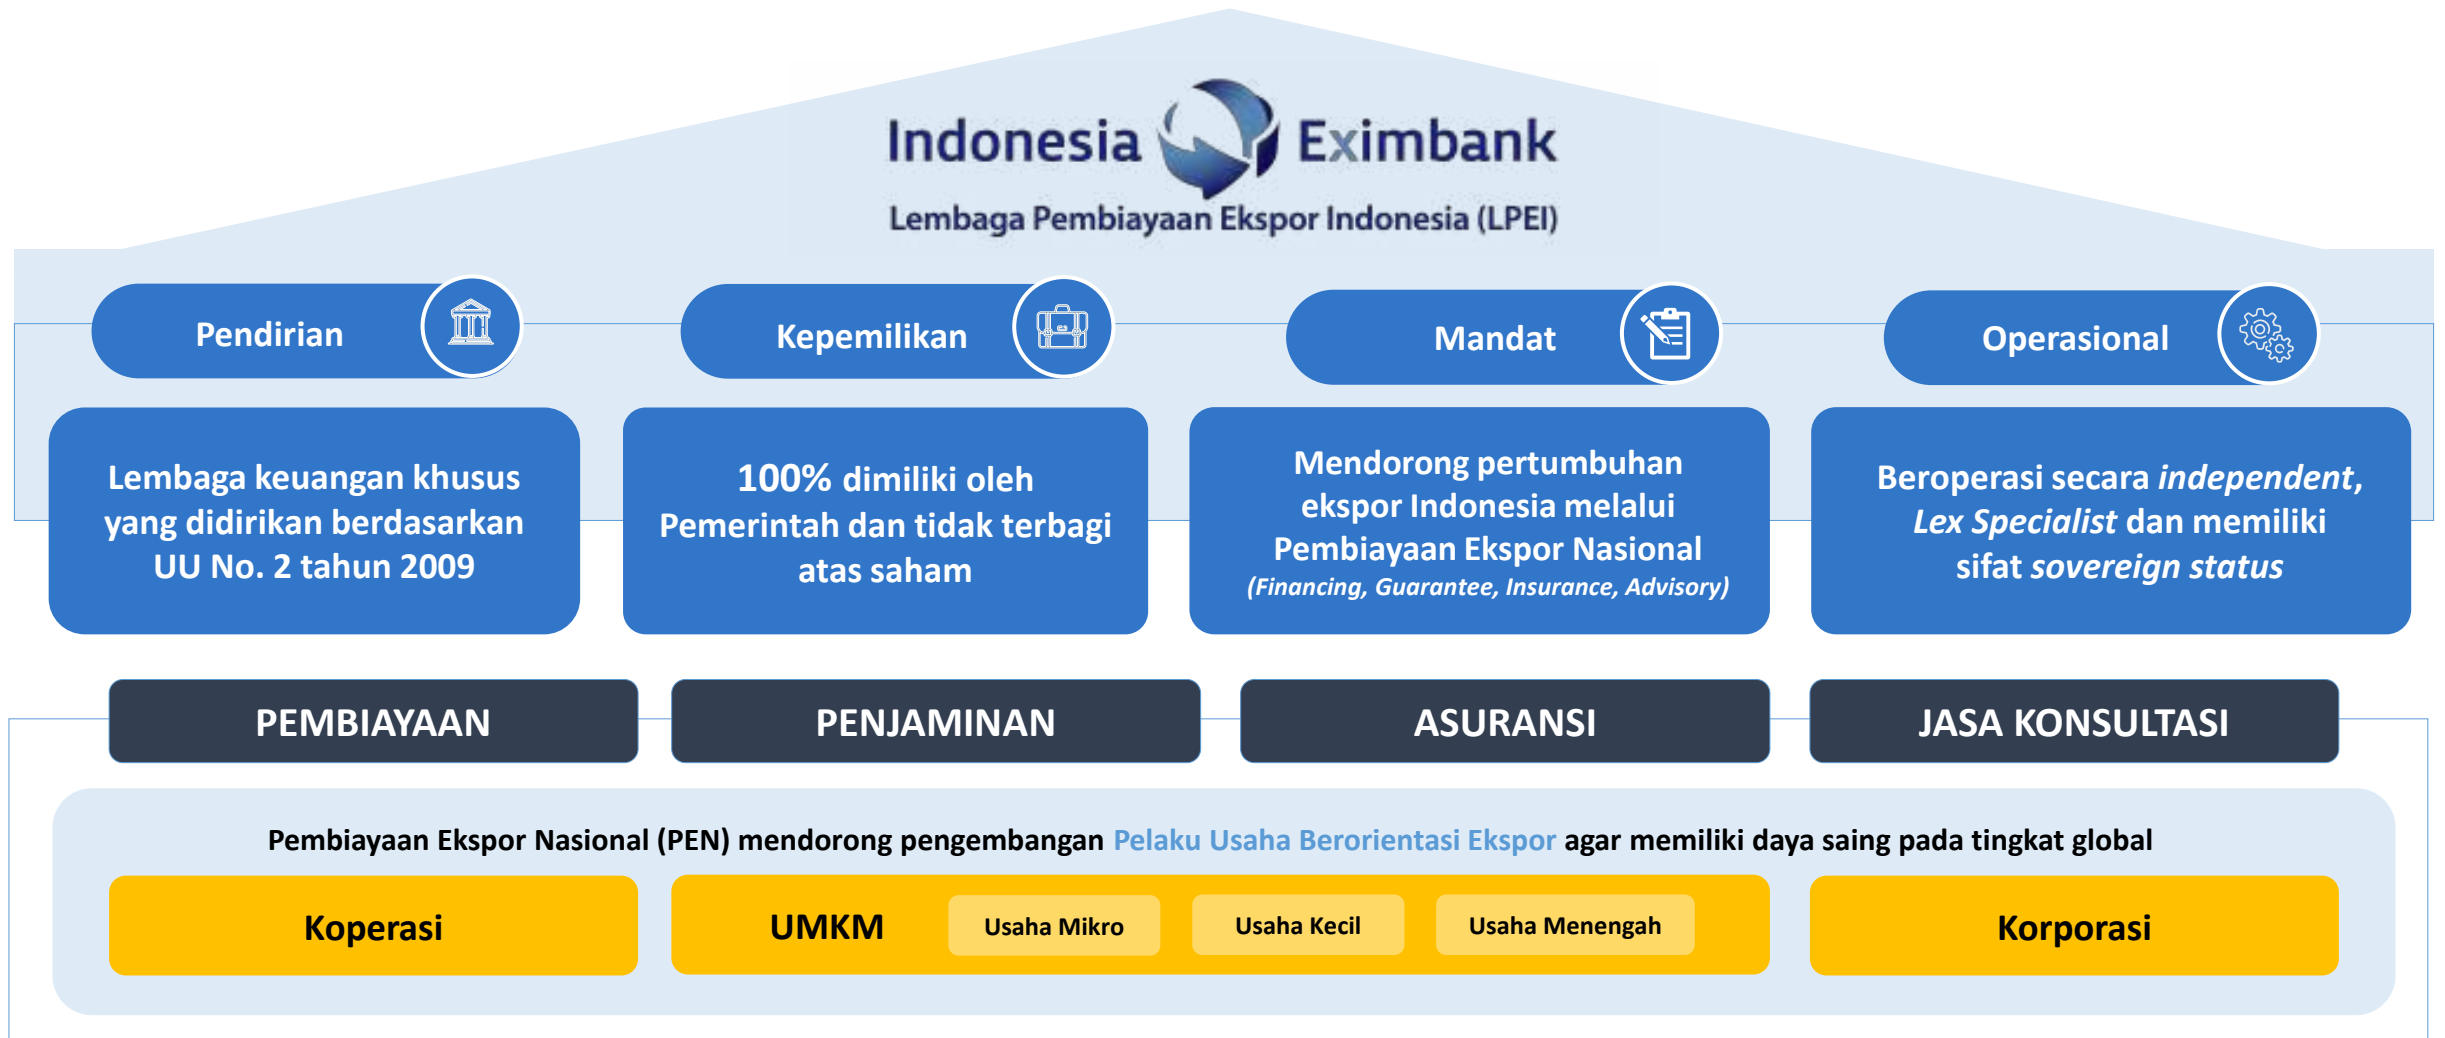 Indonesia Eximbank
Lembaga Pembiayaan Ekspor Indonesia (LPEI)
Pendirian
Kepemilikan
Mandat
Operasional
Lembaga keuangan khusus
yang didirikan berdasarkan
UU No. 2 tahun 2009
100% dimiliki oleh
Pemerintah dan tidak terbagi
atas saham
Mendorong pertumbuhan
ekspor Indonesia melalui
Pembiayaan Ekspor Nasional
(Financing, Guarantee, Insurance, Advisory)
Beroperasi secara independent,
Lex Specialist dan memiliki
sifat sovereign status
PEMBIAYAAN
PENJAMINAN
ASURANSI
JASA KONSULTASI
Pembiayaan Ekspor Nasional (PEN) mendorong pengembangan Pelaku Usaha Berorientasi Ekspor agar memiliki daya saing pada tingkat global
Koperasi
UMKM
Usaha Mikro
Usaha Kecil
Usaha Menengah
Korporasi